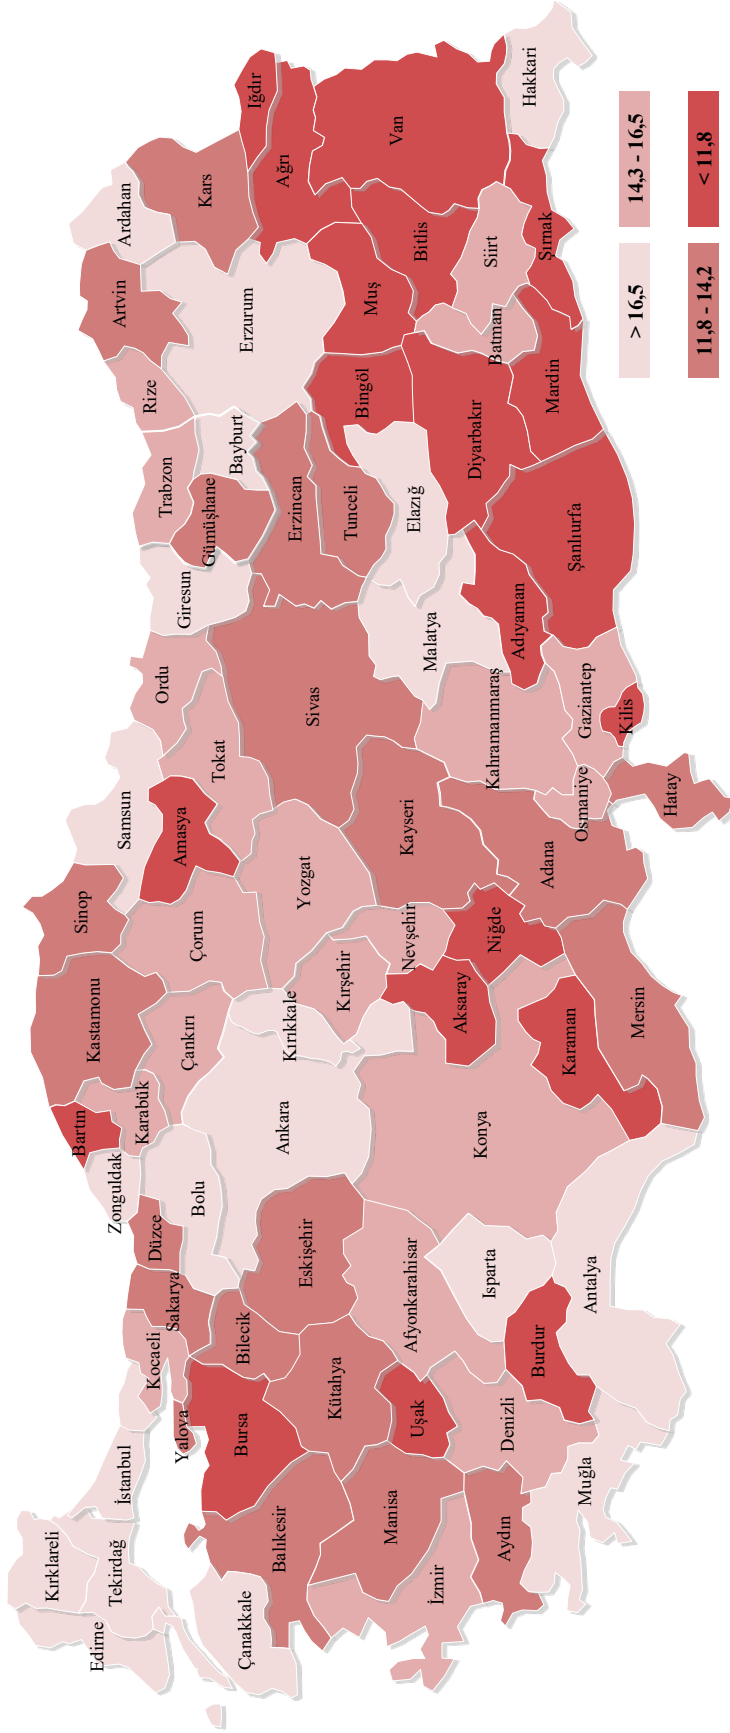 Kırklareli
Edirne
Tekirdağ
İstanbul
Çanakkale
Balıkesir
Bursa
Yalova
Kocaeli
Sakarya
Düzce
Zonguldak
Bartın
Karabük
Kastamonu
Sinop
Samsun
Ordu
Giresun
Trabzon
Rize
Artvin
Ardahan
Bolu
Bilecik
Eskişehir
Kütahya
Ankara
Çankırı
Çorum
Amasya
Tokat
Gümüşhane
Bayburt
Erzurum
Kars
Iğdır
Ağrı
Kırıkkale
Kırşehir
Yozgat
Sivas
Erzincan
Tunceli
Bingöl
Muş
Bitlis
Van
Hakkari
İzmir
Manisa
Uşak
Afyonkarahisar
Konya
Aksaray
Nevşehir
Kayseri
Malatya
Elazığ
Diyarbakır
Batman
Siirt
Şırnak
Mardin
Aydın
Denizli
Isparta
Burdur
Muğla
Antalya
Karaman
Niğde
Mersin
Adana
Osmaniye
Kahramanmaraş
Gaziantep
Kilis
Hatay
Adıyaman
Şanlıurfa
> 16,5
14,3 - 16,5
11,8 - 14,2
< 11,8